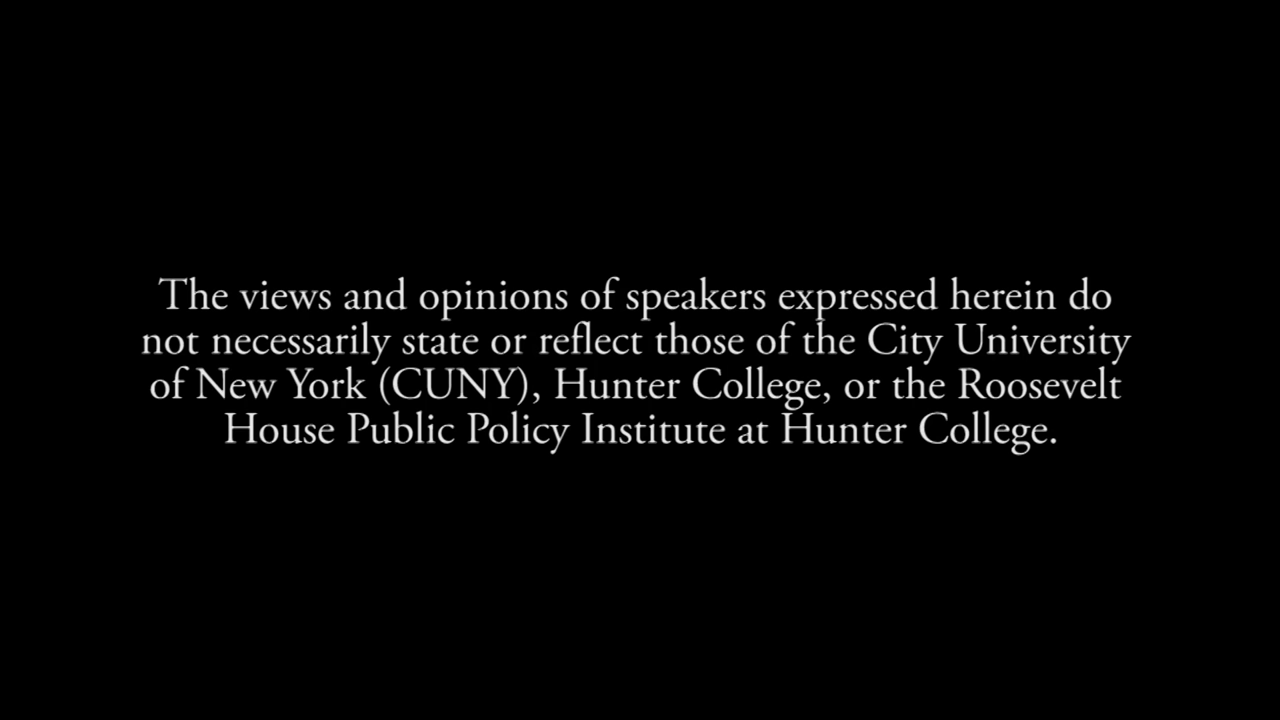 The views and opinions of speakers expressed herein do
not necessarily state or reflect those of the City University
of New York (CUNY), Hunter College, or the Roosevelt
House Public Policy Institute at Hunter College.